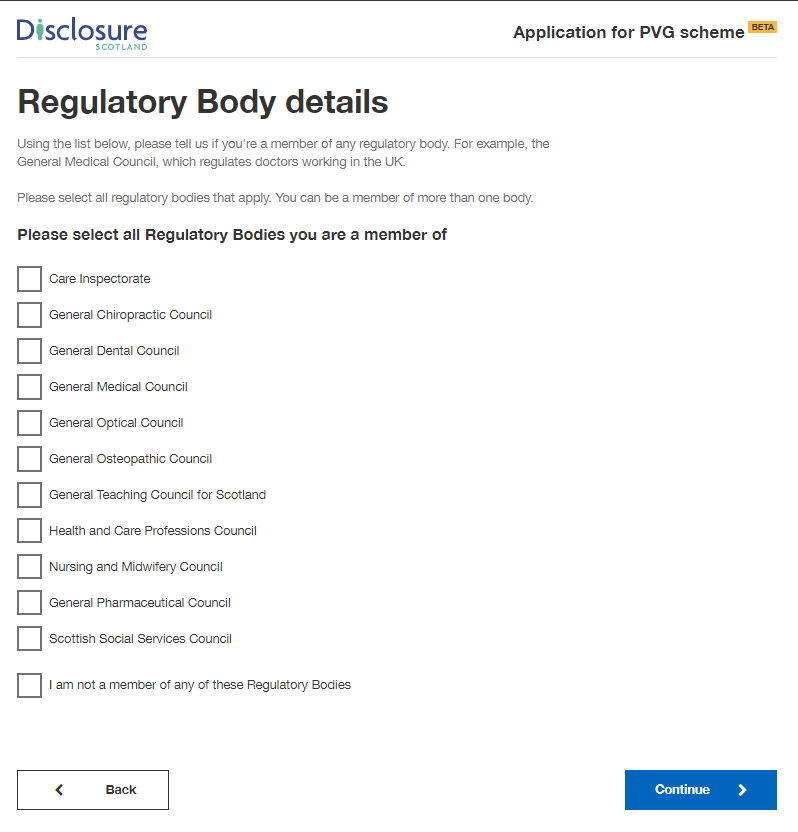 Disclosure
SCOTLAND
Application for PVG scheme BETA
Regulatory Body details
Using the list below, please tell us if you're a member of any regulatory body. For example, the
General Medical Council, which regulates doctors working in the UK.
Please select all regulatory bodies that apply. You can be a member of more than one body.
Please select all Regulatory Bodies you are a member of
Care Inspectorate
General Chiropractic Council
General Dental Council
General Medical Council
General Optical Council
General Osteopathic Council
General Teaching Council for Scotland
Health and Care Professions Council
Nursing and Midwifery Council
General Pharmaceutical Council
Scottish Social Services Council
I am not a member of any of these Regulatory Bodies
Back
Continue